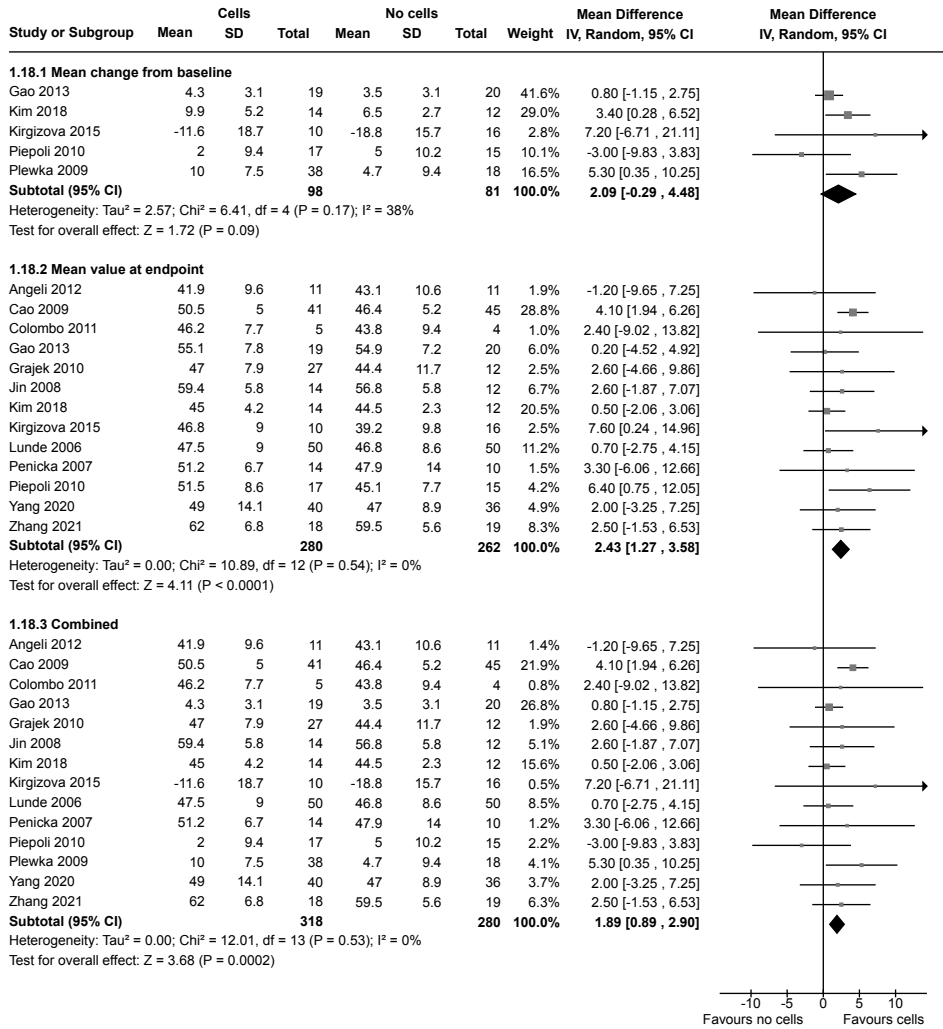 Cells No cells Mean Difference Mean Difference
Study or Subgroup Mean SD Total Mean SD Total Weight IV, Random, 95% CI IV, Random, 95% CI
1.18.1 Mean change from baseline
Gao 2013 4.3 3.1 19 3.5 3.1 20 41.6% 0.80 [-1.15 , 2.75]
Kim 2018 9.9 5.2 14 6.5 2.7 12 29.0% 3.40 [0.28 , 6.52]
Kirgizova 2015 -11.6 18.7 10 -18.8 15.7 16 2.8% 7.20 [-6.71 , 21.11]
Piepoli 2010 2 9.4 17 5 10.2 15 10.1% -3.00 [-9.83 , 3.83]
Plewka 2009 10 7.5 38 4.7 9.4 18 16.5% 5.30 [0.35 , 10.25]
Subtotal (95% CI) 98 81 100.0% 2.09 [-0.29 , 4.48]
Heterogeneity: Tau² = 2.57; Chi² = 6.41, df = 4 (P = 0.17); I² = 38%
Test for overall effect: Z = 1.72 (P = 0.09)
1.18.2 Mean value at endpoint
Angeli 2012 41.9 9.6 11 43.1 10.6 11 1.9% -1.20 [-9.65 , 7.25]
Cao 2009 50.5 5 41 46.4 5.2 45 28.8% 4.10 [1.94 , 6.26]
Colombo 2011 46.2 7.7 5 43.8 9.4 4 1.0% 2.40 [-9.02 , 13.82]
Gao 2013 55.1 7.8 19 54.9 7.2 20 6.0% 0.20 [-4.52 , 4.92]
Grajek 2010 47 7.9 27 44.4 11.7 12 2.5% 2.60 [-4.66 , 9.86]
Jin 2008 59.4 5.8 14 56.8 5.8 12 6.7% 2.60 [-1.87 , 7.07]
Kim 2018 45 4.2 14 44.5 2.3 12 20.5% 0.50 [-2.06 , 3.06]
Kirgizova 2015 46.8 9 10 39.2 9.8 16 2.5% 7.60 [0.24 , 14.96]
Lunde 2006 47.5 9 50 46.8 8.6 50 11.2% 0.70 [-2.75 , 4.15]
Penicka 2007 51.2 6.7 14 47.9 14 10 1.5% 3.30 [-6.06 , 12.66]
Piepoli 2010 51.5 8.6 17 45.1 7.7 15 4.2% 6.40 [0.75 , 12.05]
Yang 2020 49 14.1 40 47 8.9 36 4.9% 2.00 [-3.25 , 7.25]
Zhang 2021 62 6.8 18 59.5 5.6 19 8.3% 2.50 [-1.53 , 6.53]
Subtotal (95% CI) 280 262 100.0% 2.43 [1.27 , 3.58]
Heterogeneity: Tau² = 0.00; Chi² = 10.89, df = 12 (P = 0.54); I² = 0%
Test for overall effect: Z = 4.11 (P < 0.0001)
1.18.3 Combined
Angeli 2012 41.9 9.6 11 43.1 10.6 11 1.4% -1.20 [-9.65 , 7.25]
Cao 2009 50.5 5 41 46.4 5.2 45 21.9% 4.10 [1.94 , 6.26]
Colombo 2011 46.2 7.7 5 43.8 9.4 4 0.8% 2.40 [-9.02 , 13.82]
Gao 2013 4.3 3.1 19 3.5 3.1 20 26.8% 0.80 [-1.15 , 2.75]
Grajek 2010 47 7.9 27 44.4 11.7 12 1.9% 2.60 [-4.66 , 9.86]
Jin 2008 59.4 5.8 14 56.8 5.8 12 5.1% 2.60 [-1.87 , 7.07]
Kim 2018 45 4.2 14 44.5 2.3 12 15.6% 0.50 [-2.06 , 3.06]
Kirgizova 2015 -11.6 18.7 10 -18.8 15.7 16 0.5% 7.20 [-6.71 , 21.11]
Lunde 2006 47.5 9 50 46.8 8.6 50 8.5% 0.70 [-2.75 , 4.15]
Penicka 2007 51.2 6.7 14 47.9 14 10 1.2% 3.30 [-6.06 , 12.66]
Piepoli 2010 2 9.4 17 5 10.2 15 2.2% -3.00 [-9.83 , 3.83]
Plewka 2009 10 7.5 38 4.7 9.4 18 4.1% 5.30 [0.35 , 10.25]
Yang 2020 49 14.1 40 47 8.9 36 3.7% 2.00 [-3.25 , 7.25]
Zhang 2021 62 6.8 18 59.5 5.6 19 6.3% 2.50 [-1.53 , 6.53]
Subtotal (95% CI) 318 280 100.0% 1.89 [0.89 , 2.90]
Heterogeneity: Tau² = 0.00; Chi² = 12.01, df = 13 (P = 0.53); I² = 0%
Test for overall effect: Z = 3.68 (P = 0.0002)
-10 -5 0 5 10
Favours no cells Favours cells